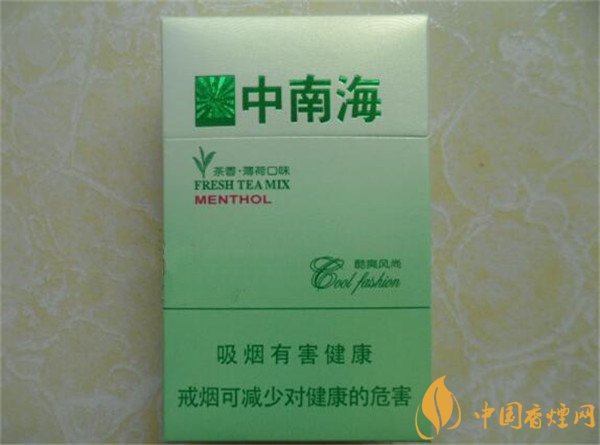 中南海
茶香·薄荷口味
FRESH TEA MIX
MENTHOL
酷爽风尚
Cool fashion
吸烟有害健康
戒烟可减少对健康的危害
中国香烟网